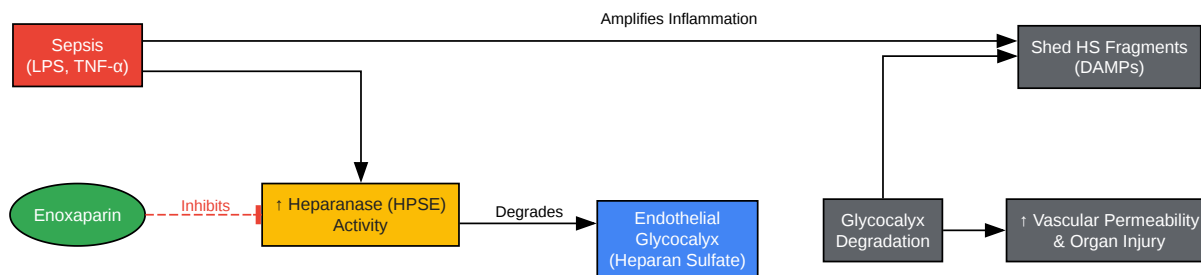 Amplifies Inflammation
Sepsis
(LPS, TNF-α)
Shed HS Fragments
(DAMPs)
Enoxaparin
Inhibits
↑ Heparanase (HPSE)
Activity
Degrades
Endothelial
Glycocalyx
(Heparan Sulfate)
Glycocalyx
Degradation
↑ Vascular Permeability
& Organ Injury